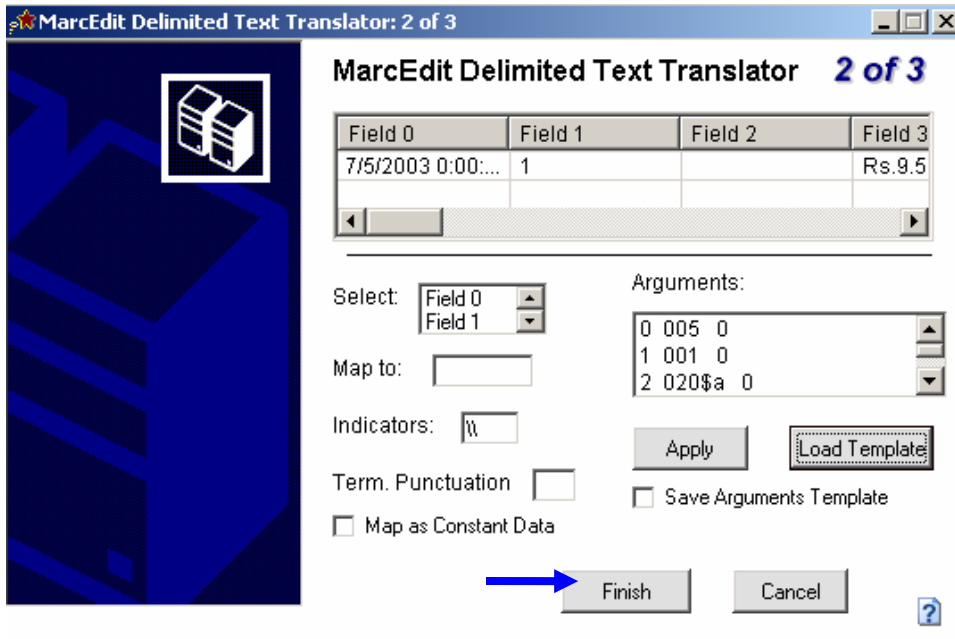 MarcEdit Delimited Text Translator: 2 of 3
MarcEdit Delimited Text Translator 2 of 3
Field 0 Field 1 Field 2 Field 3
7/5/2003 0:00:... 1 Rs.9.5
Select: Field 0
Field 1
Map to:
Indicators: \\
Term. Punctuation
Map as Constant Data
Arguments:
0 005 0
1 001 0
2 020$a 0
Apply Load Template
Save Arguments Template
Finish Cancel
?